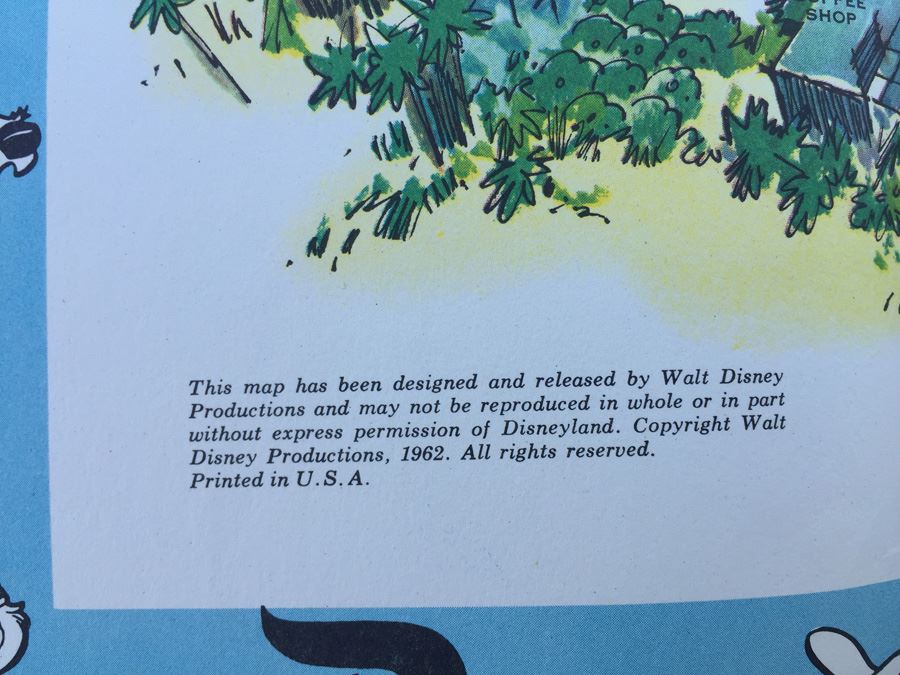 COFFEE
SHOP
This map has been designed and released by Walt Disney
Productions and may not be reproduced in whole or in part
without express permission of Disneyland. Copyright Walt
Disney Productions, 1962. All rights reserved.
Printed in U.S.A.